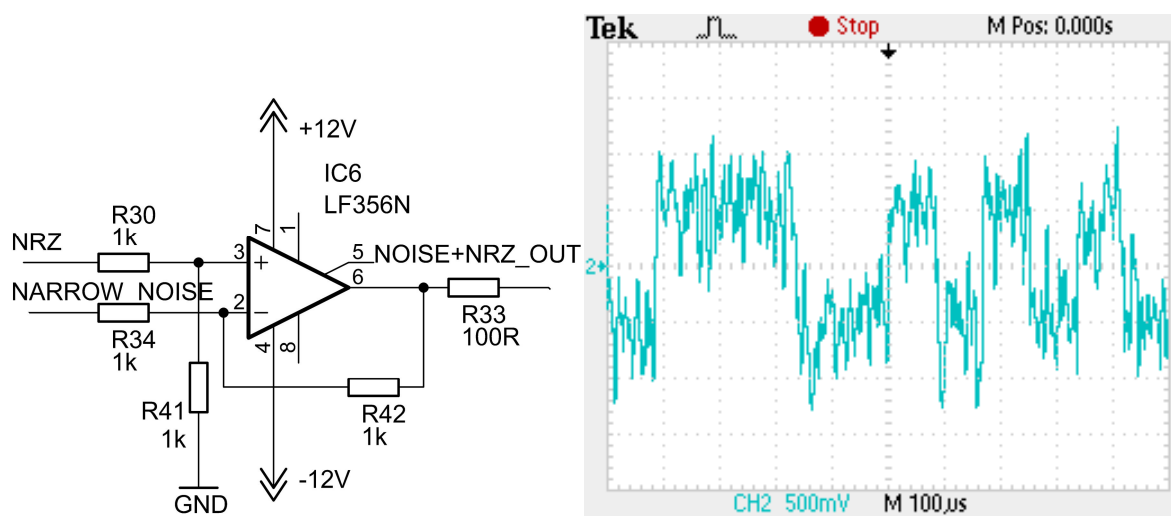 +12V
IC6
LF356N
R30
1k
7
1
NRZ
3
+
5
NOISE+NRZ_OUT
6
NARROW_NOISE
2
−
R34
1k
R33
100R
4
8
R41
1k
R42
1k
-12V
GND
Tek
Stop
M Pos: 0.000s
2
CH2 500mV
M 100µs